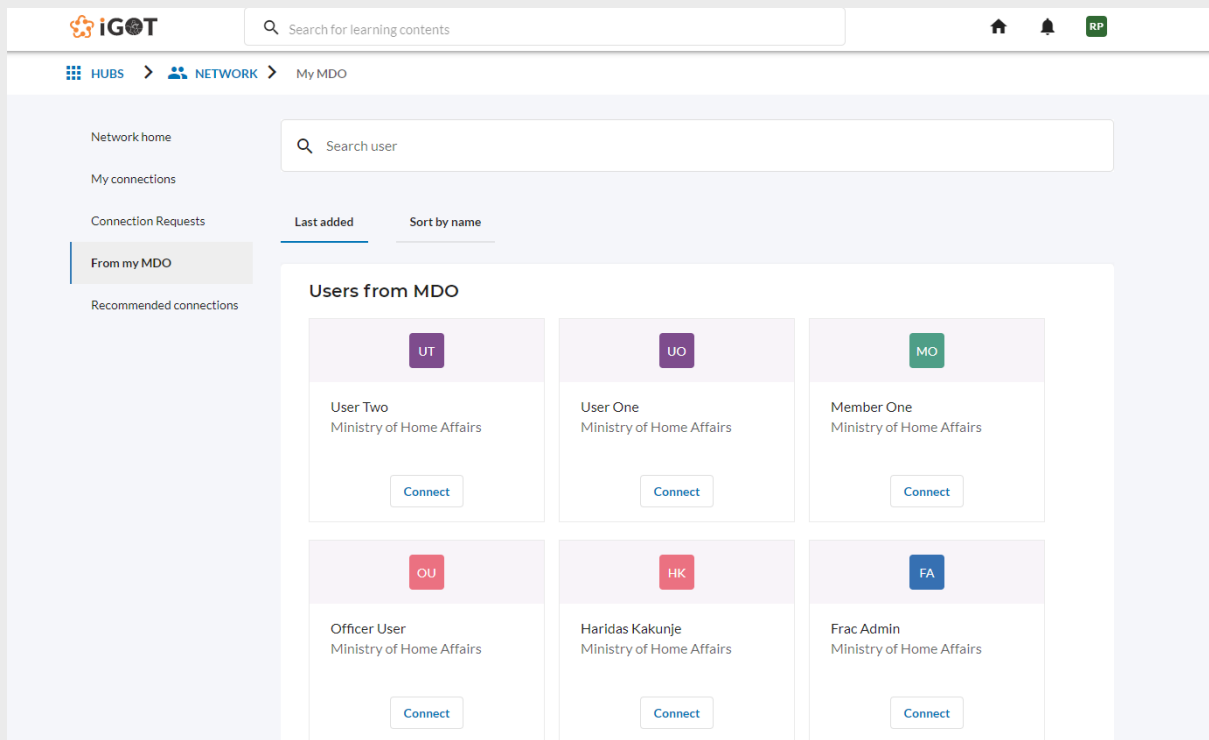 iGOT
Search for learning contents
RP
HUBS
NETWORK
My MDO
Network home
My connections
Connection Requests
From my MDO
Recommended connections
Search user
Last added
Sort by name
Users from MDO
UT
User Two
Ministry of Home Affairs
Connect
UO
User One
Ministry of Home Affairs
Connect
MO
Member One
Ministry of Home Affairs
Connect
OU
Officer User
Ministry of Home Affairs
Connect
HK
Haridas Kakunje
Ministry of Home Affairs
Connect
FA
Frac Admin
Ministry of Home Affairs
Connect